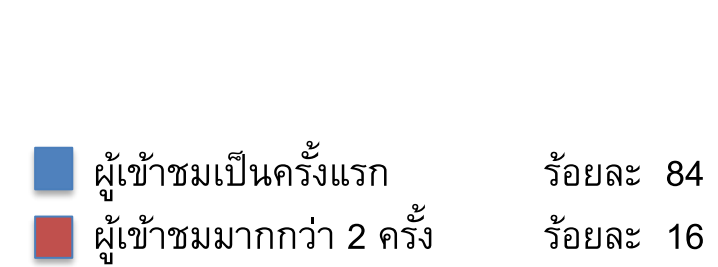 ผู้เข้าชมเป็นครั้งแรก ร้อยละ 84
ผู้เข้าชมมากกว่า 2 ครั้ง ร้อยละ 16